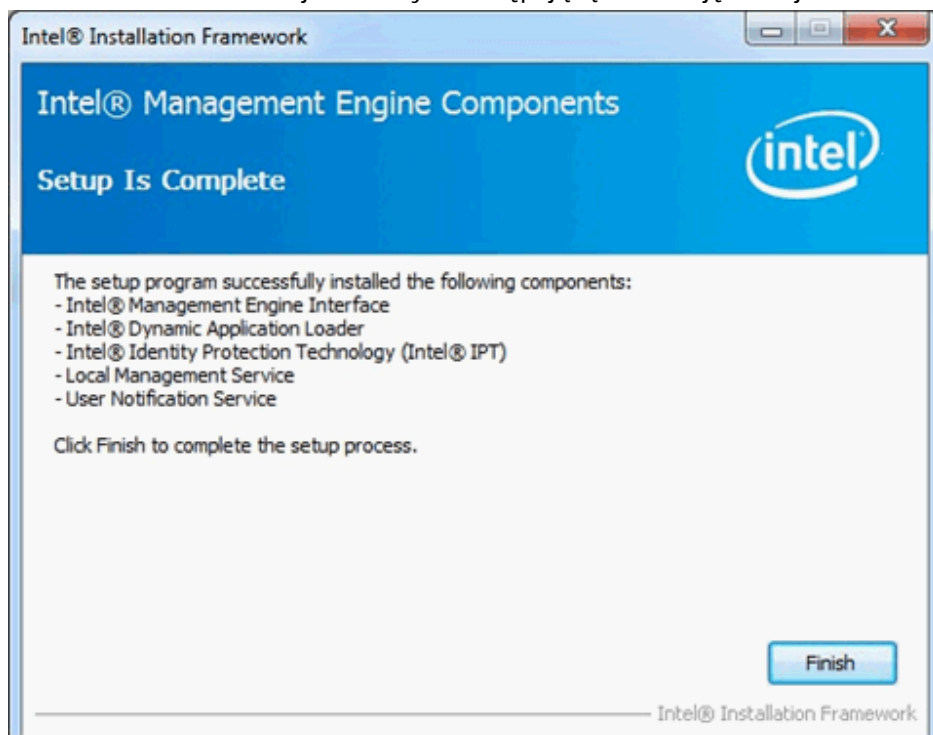 Intel® Installation Framework
Intel® Management Engine Components
intel
Setup Is Complete
The setup program successfully installed the following components:
- Intel® Management Engine Interface
- Intel® Dynamic Application Loader
- Intel® Identity Protection Technology (Intel® IPT)
- Local Management Service
- User Notification Service
Click Finish to complete the setup process.
Finish
Intel® Installation Framework